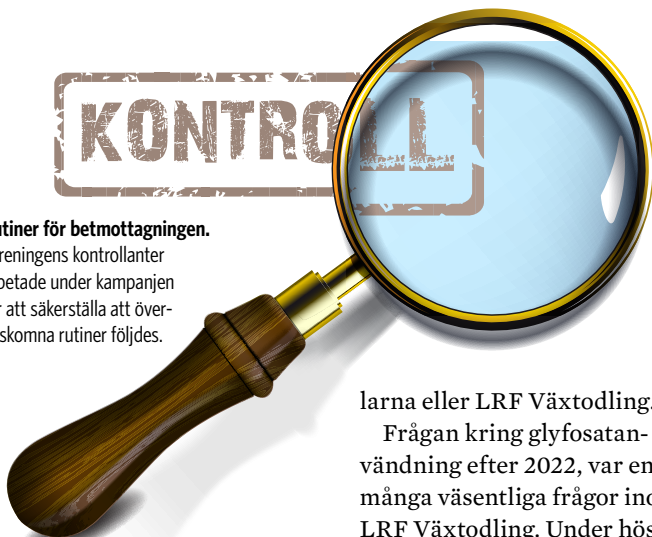 KONTROLL
utiner för betmottagningen.
reningens kontrollanter
betade under kampanjen
r att säkerställa att över-
skomna rutiner följdes.
larna eller LRF Växtodling.
Frågan kring glyfosatan-
vändning efter 2022, var en
många väsentliga frågor ino
LRF Växtodling. Under hös